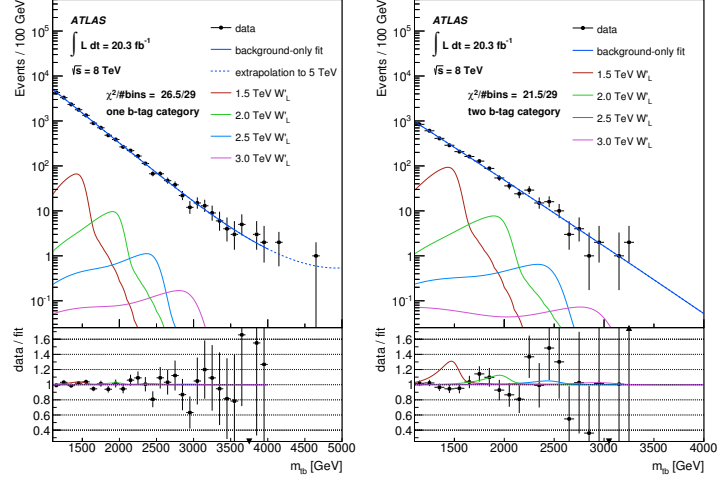 Events / 100 GeV
10⁵
10⁴
10³
10²
10
1
10⁻¹
ATLAS
∫ L dt = 20.3 fb⁻¹
√s = 8 TeV
data
background-only fit
extrapolation to 5 TeV
1.5 TeV W'L
2.0 TeV W'L
2.5 TeV W'L
3.0 TeV W'L
χ²/#bins = 26.5/29
one b-tag category
data / fit
1.6
1.4
1.2
1
0.8
0.6
0.4
1500 2000 2500 3000 3500 4000 4500 5000
m_tb [GeV]
Events / 100 GeV
10⁵
10⁴
10³
10²
10
1
10⁻¹
ATLAS
∫ L dt = 20.3 fb⁻¹
√s = 8 TeV
data
background-only fit
1.5 TeV W'L
2.0 TeV W'L
2.5 TeV W'L
3.0 TeV W'L
χ²/#bins = 21.5/29
two b-tag category
data / fit
1.6
1.4
1.2
1
0.8
0.6
0.4
1500 2000 2500 3000 3500 4000
m_tb [GeV]